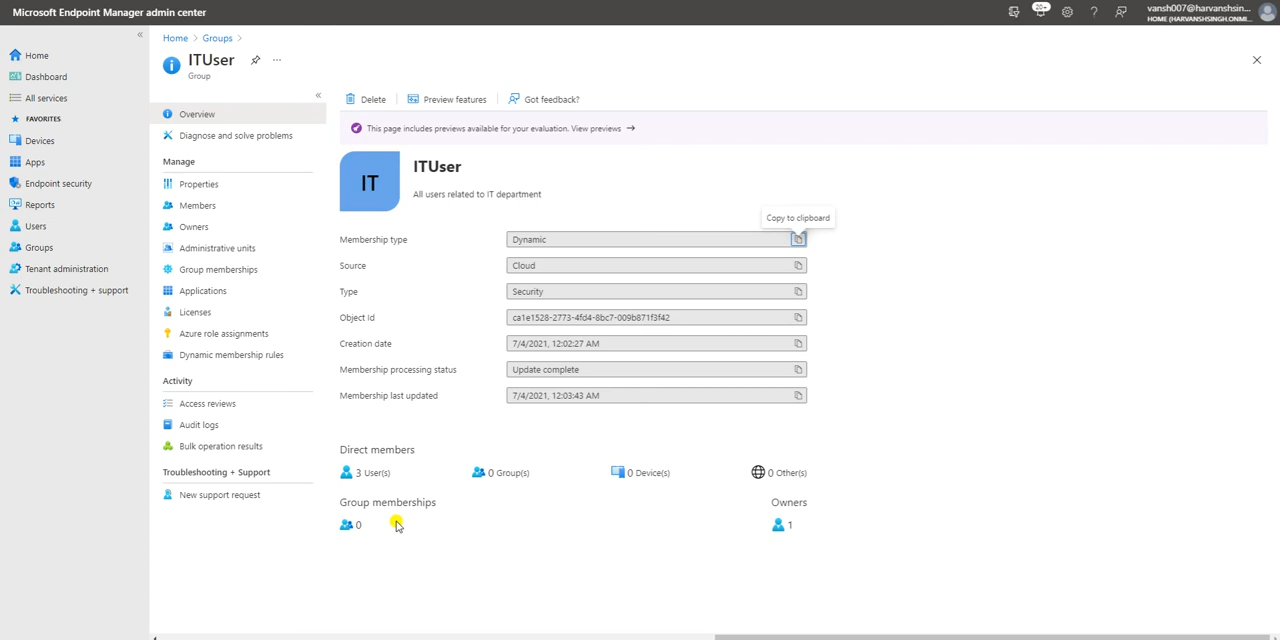 Microsoft Endpoint Manager admin center
20+
vansh007@harvanshsin...
HOME (HARVANSHSINGH.ONMI...
«
Home
Dashboard
All services
FAVORITES
Devices
Apps
Endpoint security
Reports
Users
Groups
Tenant administration
Troubleshooting + support
Home > Groups >
ITUser
...
Group
«
Overview
Diagnose and solve problems
Manage
Properties
Members
Owners
Administrative units
Group memberships
Applications
Licenses
Azure role assignments
Dynamic membership rules
Activity
Access reviews
Audit logs
Bulk operation results
Troubleshooting + Support
New support request
Delete
Preview features
Got feedback?
This page includes previews available for your evaluation. View previews →
IT
ITUser
All users related to IT department
Copy to clipboard
Membership type Dynamic
Source Cloud
Type Security
Object Id ca1e1528-2773-4fd4-8bc7-009b871f3f42
Creation date 7/4/2021, 12:02:27 AM
Membership processing status Update complete
Membership last updated 7/4/2021, 12:03:43 AM
Direct members
3 User(s) 0 Group(s) 0 Device(s) 0 Other(s)
Group memberships Owners
0 1